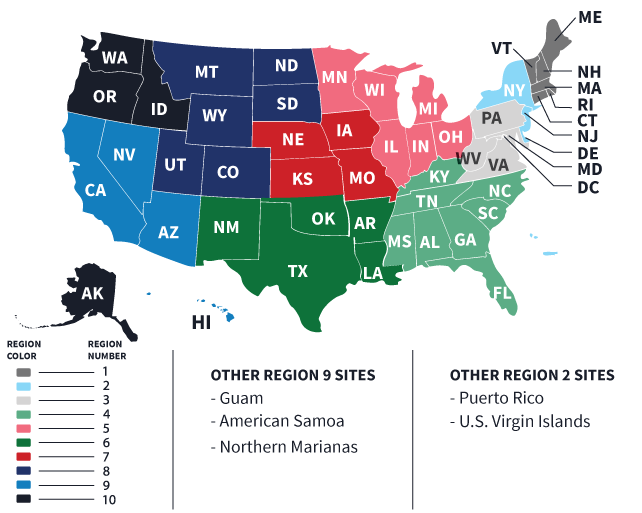 ME
VT
WA
MT
ND
MN
NH
OR
ID
SD
WI
NY
MA
WY
MI
RI
CT
PA
NJ
NE
IA
OH
NV
UT
IL
IN
WV
DE
CO
VA
MD
CA
KS
MO
KY
DC
NC
TN
AZ
NM
OK
AR
SC
MS
AL
GA
TX
LA
FL
AK
HI
REGION COLOR
REGION NUMBER
1
2
3
4
5
6
7
8
9
10
OTHER REGION 9 SITES
- Guam
- American Samoa
- Northern Marianas
OTHER REGION 2 SITES
- Puerto Rico
- U.S. Virgin Islands